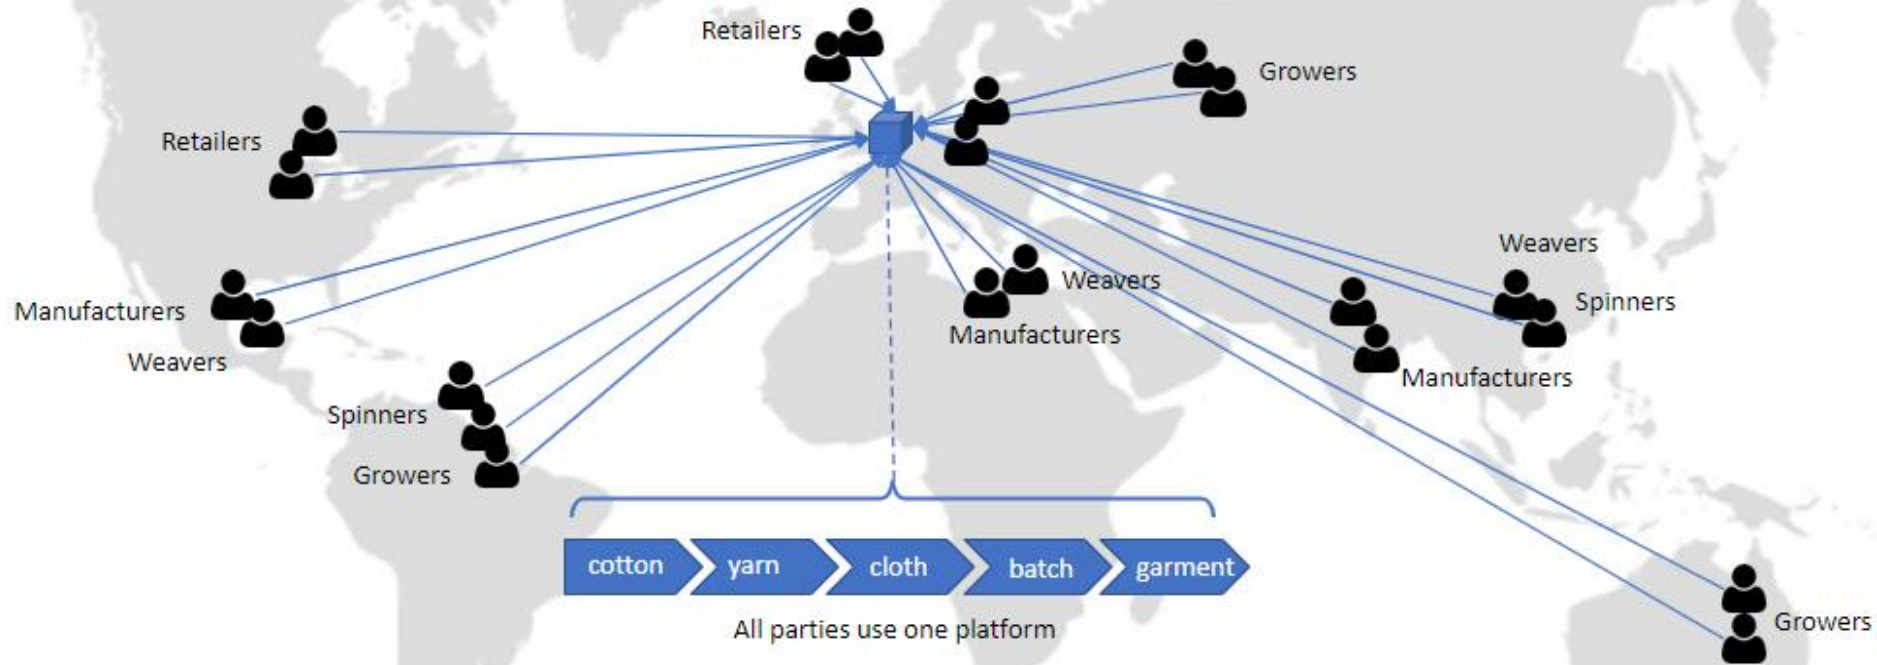 Retailers
Growers
Retailers
Weavers
Weavers
Spinners
Manufacturers
Manufacturers
Weavers
Manufacturers
Spinners
Growers
cotton
yarn
cloth
batch
garment
All parties use one platform
Growers